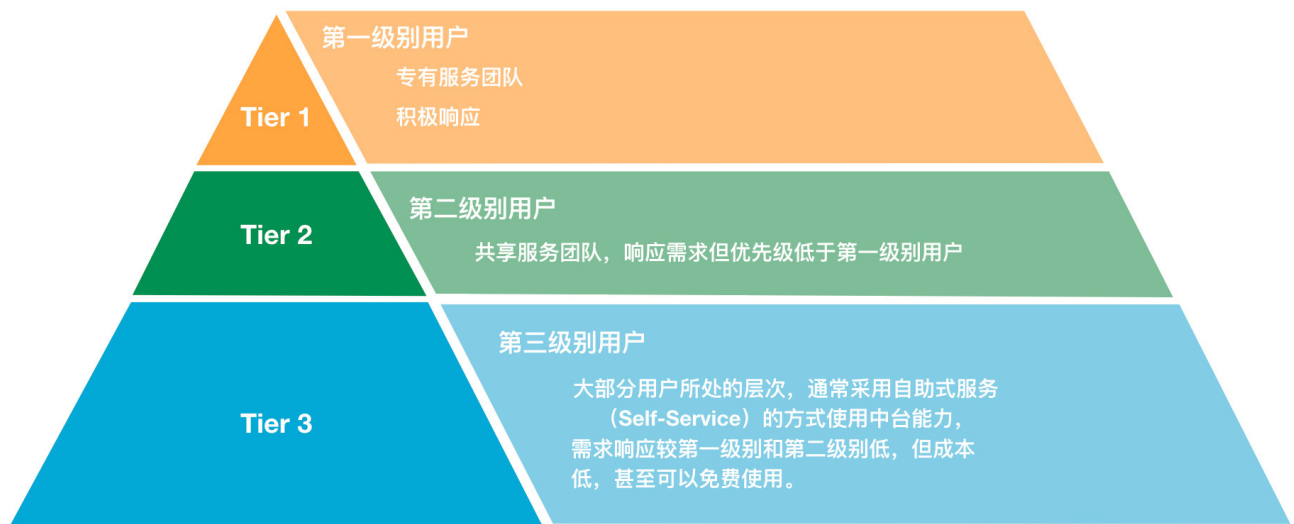 第一级别用户
专有服务团队
Tier 1
积极响应
第二级别用户
Tier 2
共享服务团队，响应需求但优先级低于第一级别用户
第三级别用户
大部分用户所处的层次，通常采用自助式服务
Tier 3
（Self-Service）的方式使用中台能力，
需求响应较第一级别和第二级别低，但成本
低，甚至可以免费使用。